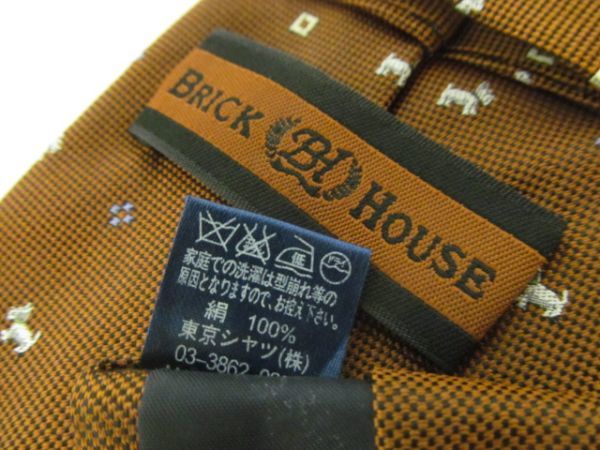 BRICK BH HOUSE
低
家庭での洗濯は型崩れ等の
原因となりますので、お控え下さい。
絹 100%
東京シャツ(株)
03-3862